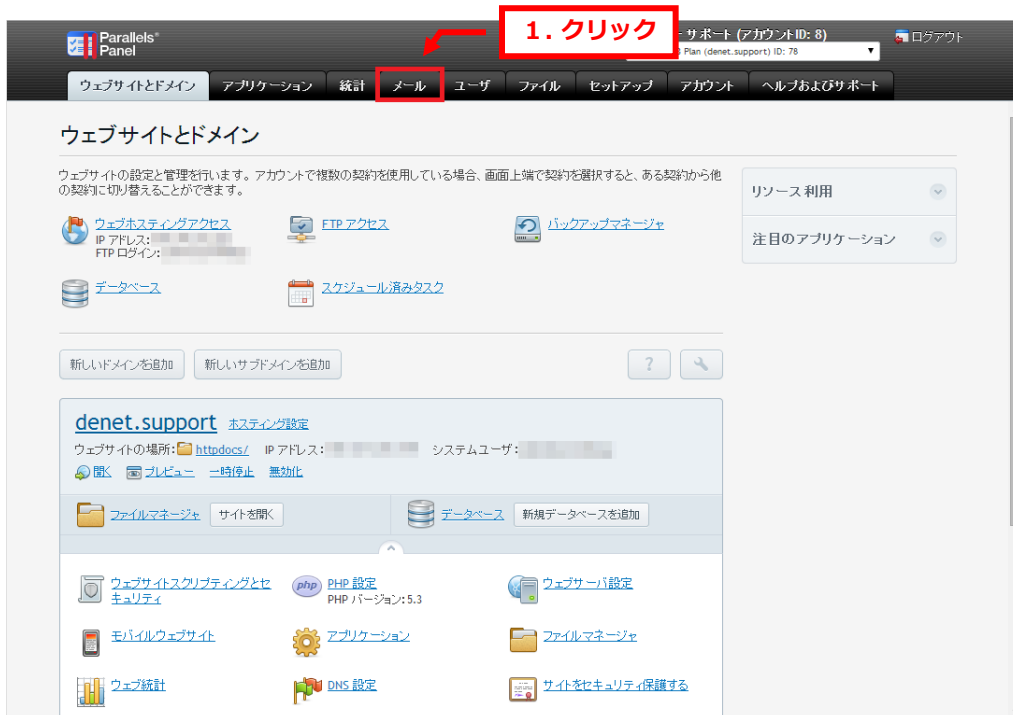 Parallels®
Panel
1. クリック
サポート (アカウントID: 8)
Plan (denet.support) ID: 78
ログアウト
ウェブサイトとドメイン アプリケーション 統計 メール ユーザ ファイル セットアップ アカウント ヘルプおよびサポート
ウェブサイトとドメイン
ウェブサイトの設定と管理を行います。アカウントで複数の契約を使用している場合、画面上端で契約を選択すると、ある契約から他
の契約に切り替えることができます。
リソース利用
注目のアプリケーション
ウェブホスティングアクセス
IP アドレス:
FTP ログイン:
FTP アクセス
バックアップマネージャ
データベース
スケジュール済みタスク
新しいドメインを追加 新しいサブドメインを追加 ?
denet.support ホスティング設定
ウェブサイトの場所: httpdocs/ IP アドレス: システムユーザ:
開く プレビュー 一時停止 無効化
ファイルマネージャ サイトを開く データベース 新規データベースを追加
ウェブサイトスクリプティングとセ
キュリティ
php PHP 設定
PHP バージョン: 5.3
ウェブサーバ設定
モバイルウェブサイト アプリケーション ファイルマネージャ
ウェブ統計 DNS 設定 サイトをセキュリティ保護する